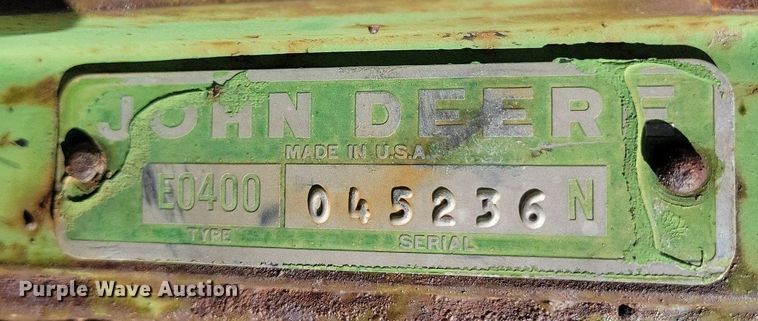 JOHN DEERE
MADE IN U.S.A
E0400 045236 N
TYPE SERIAL
Purple Wave Auction